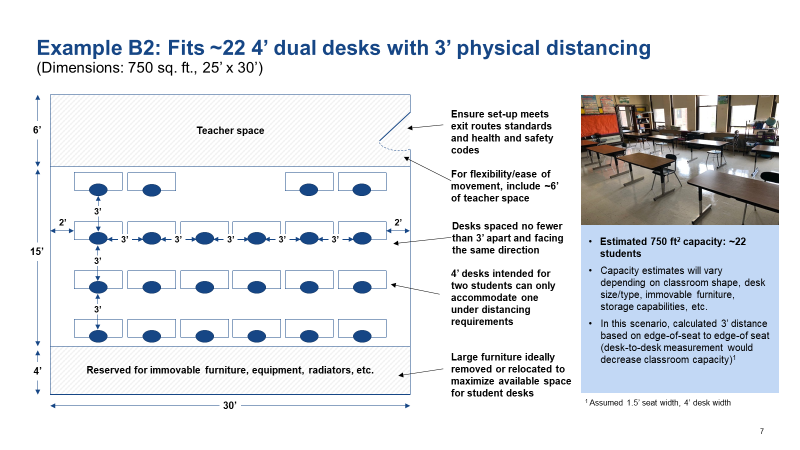 Example B2: Fits ~22 4’ dual desks with 3’ physical distancing
(Dimensions: 750 sq. ft., 25’ x 30’)
6’
Teacher space
15’
3’
2’
3’
3’
3’
3’
3’
2’
3’
3’
4’
Reserved for immovable furniture, equipment, radiators, etc.
30’
Ensure set-up meets
exit routes standards
and health and safety
codes
For flexibility/ease of
movement, include ~6’
of teacher space
Desks spaced no fewer
than 3’ apart and facing
the same direction
4’ desks intended for
two students can only
accommodate one
under distancing
requirements
Large furniture ideally
removed or relocated to
maximize available space
for student desks
• Estimated 750 ft² capacity: ~22
students
• Capacity estimates will vary
depending on classroom shape, desk
size/type, immovable furniture,
storage capabilities, etc.
• In this scenario, calculated 3’ distance
based on edge-of-seat to edge-of seat
(desk-to-desk measurement would
decrease classroom capacity)¹
¹ Assumed 1.5’ seat width, 4’ desk width
7